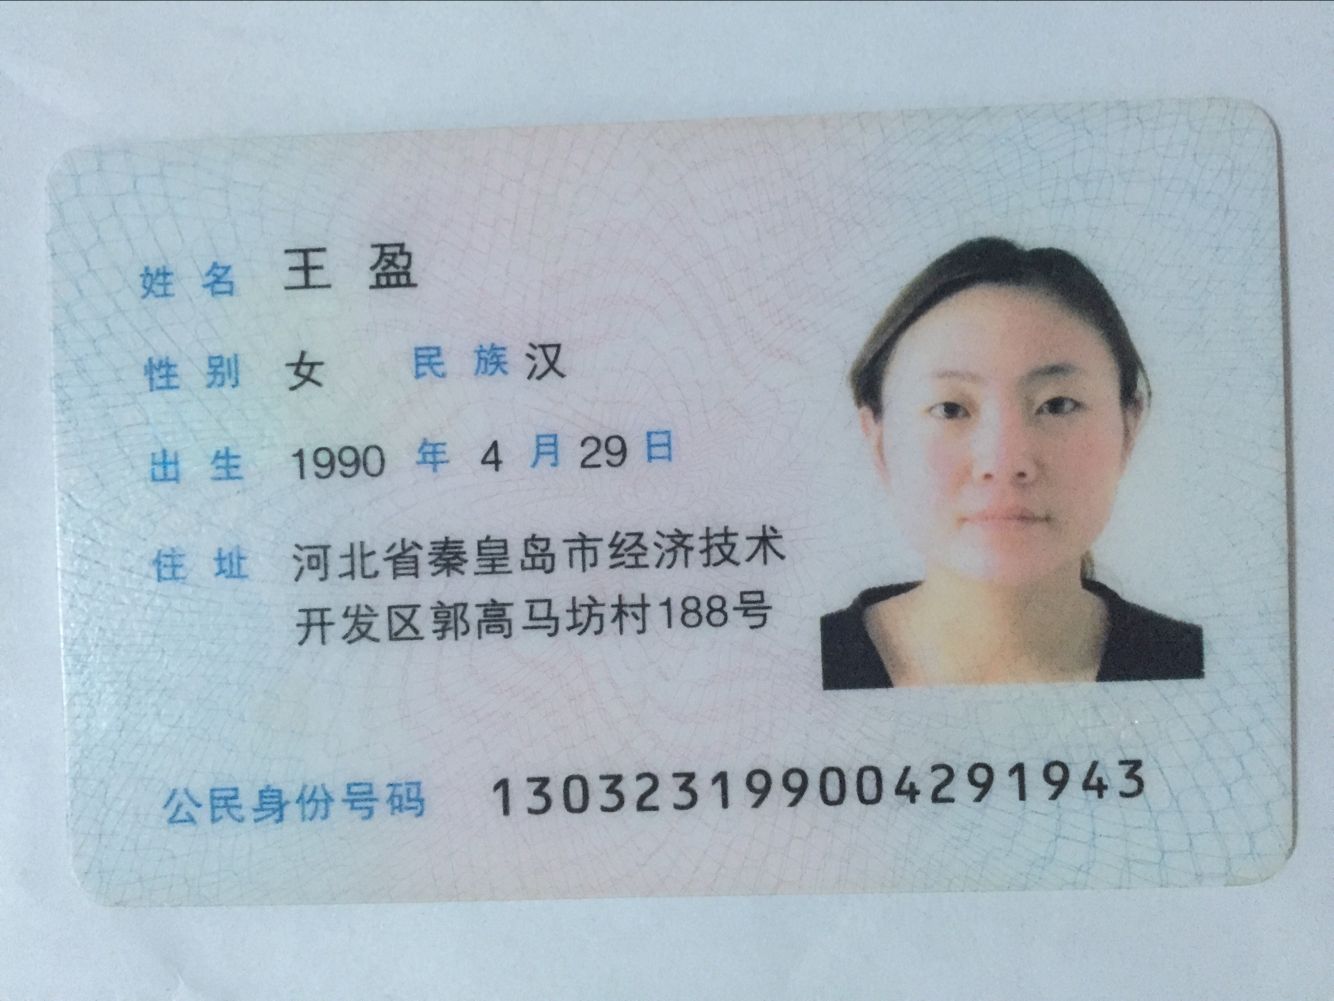 姓名 王盈
性别 女 民族 汉
出生 1990 年 4 月 29 日
住址 河北省秦皇岛市经济技术
开发区郭高马坊村188号
公民身份号码 130323199004291943